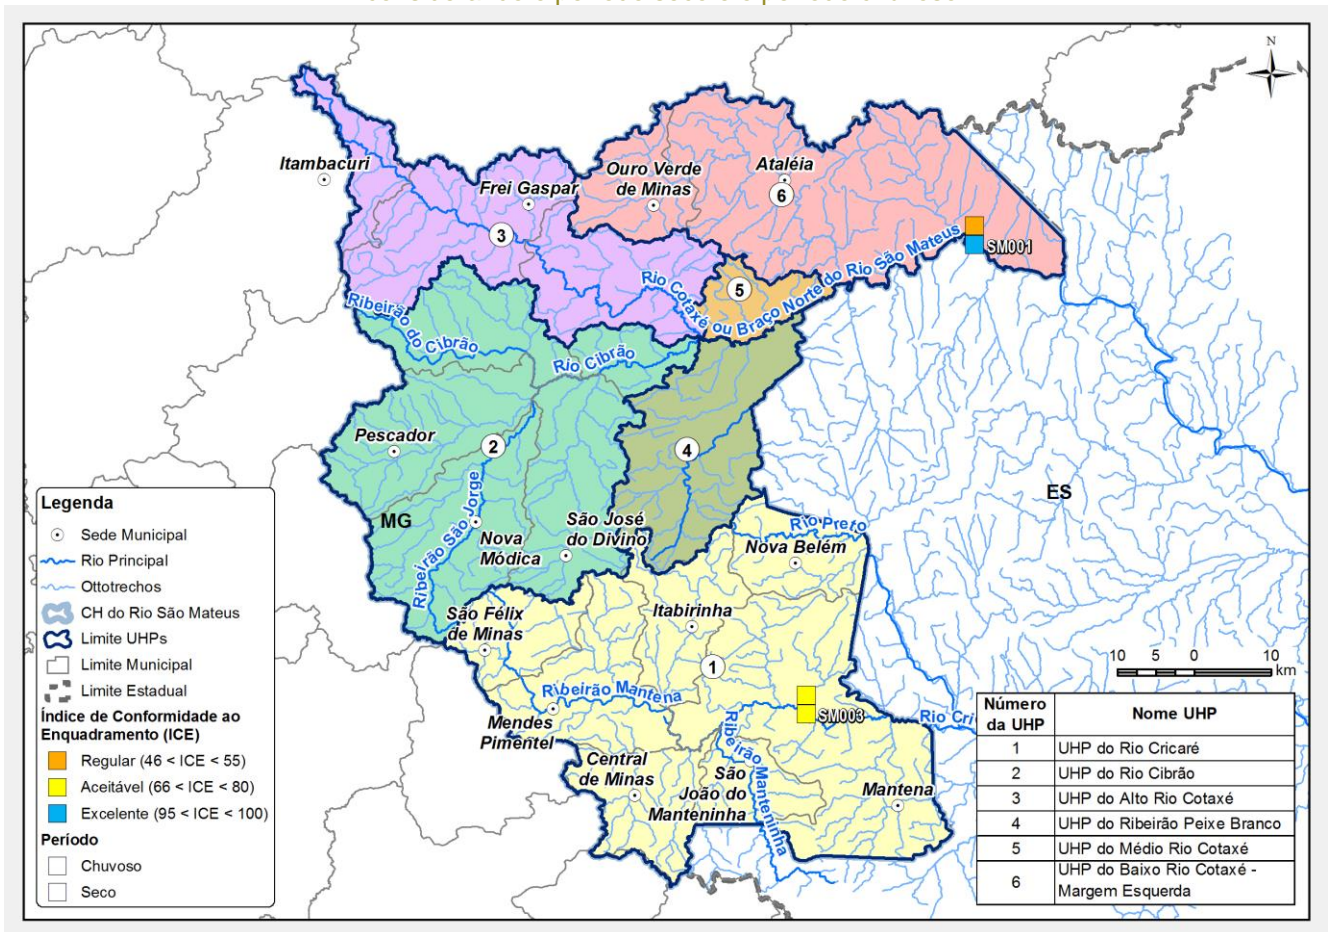 N
Itambacuri
Frei Gaspar
Ouro Verde
de Minas
Ataléia
6
3
SM001
5
Rio Cotaxé ou Braço Norte do Rio São Mateus
Ribeirão do Cibrão
Rio Cibrão
Pescador
2
4
ES
MG
Ribeirão São Jorge
Nova
Módica
São José
do Divino
Rio Preto
Nova Belém
São Félix
de Minas
Itabirinha
1
Ribeirão Mantena
SM003
Rio Cri
Mendes
Pimentel
Ribeirão Manteninha
Central
de Minas
São
João do
Manteninha
Mantena
10 5 0 10
km
Legenda
Sede Municipal
Rio Principal
Ottotrechos
CH do Rio São Mateus
Limite UHPs
Limite Municipal
Limite Estadual
Índice de Conformidade ao
Enquadramento (ICE)
Regular (46 < ICE < 55)
Aceitável (66 < ICE < 80)
Excelente (95 < ICE < 100)
Período
Chuvoso
Seco
Número da UHP Nome UHP
1 UHP do Rio Cricaré
2 UHP do Rio Cibrão
3 UHP do Alto Rio Cotaxé
4 UHP do Ribeirão Peixe Branco
5 UHP do Médio Rio Cotaxé
6 UHP do Baixo Rio Cotaxé -
Margem Esquerda